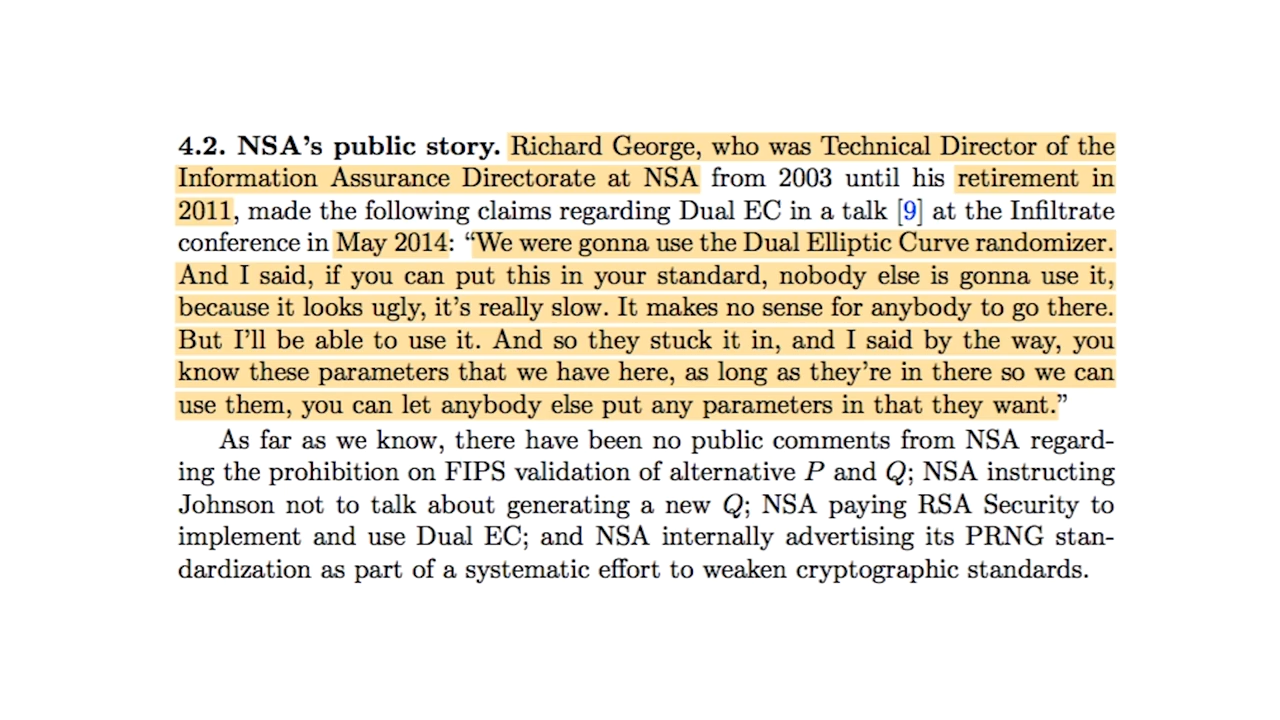 4.2. NSA's public story. Richard George, who was Technical Director of the
Information Assurance Directorate at NSA from 2003 until his retirement in
2011, made the following claims regarding Dual EC in a talk [9] at the Infiltrate
conference in May 2014: “We were gonna use the Dual Elliptic Curve randomizer.
And I said, if you can put this in your standard, nobody else is gonna use it,
because it looks ugly, it's really slow. It makes no sense for anybody to go there.
But I'll be able to use it. And so they stuck it in, and I said by the way, you
know these parameters that we have here, as long as they're in there so we can
use them, you can let anybody else put any parameters in that they want.”
As far as we know, there have been no public comments from NSA regard-
ing the prohibition on FIPS validation of alternative P and Q; NSA instructing
Johnson not to talk about generating a new Q; NSA paying RSA Security to
implement and use Dual EC; and NSA internally advertising its PRNG stan-
dardization as part of a systematic effort to weaken cryptographic standards.